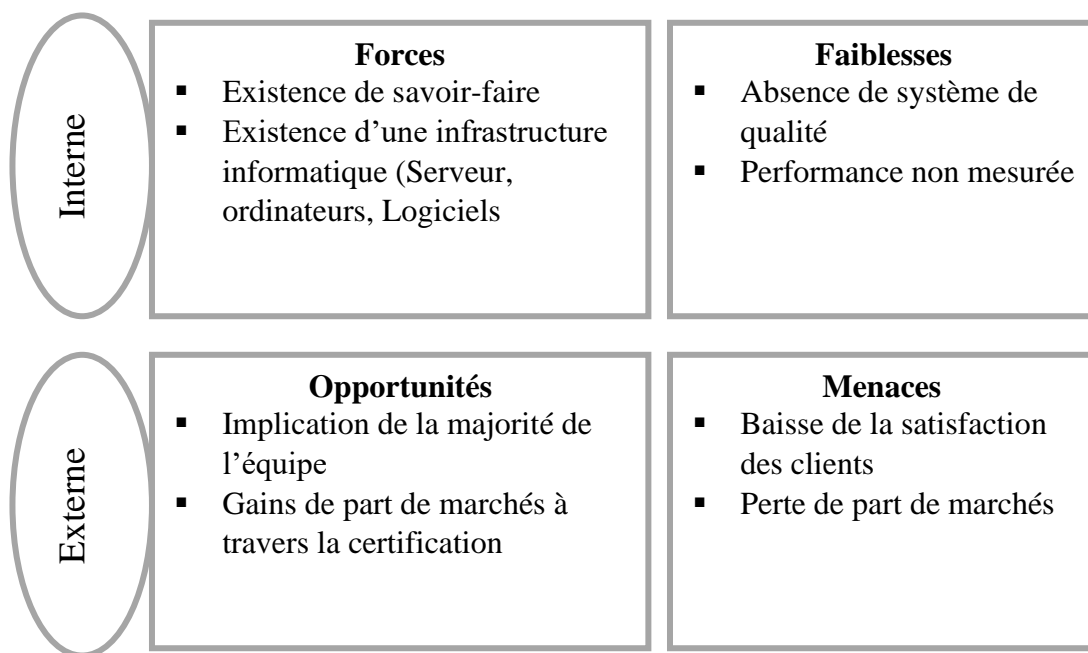 Interne
Forces
▪ Existence de savoir-faire
▪ Existence d’une infrastructure
informatique (Serveur,
ordinateurs, Logiciels
Faiblesses
▪ Absence de système de
qualité
▪ Performance non mesurée
Externe
Opportunités
▪ Implication de la majorité de
l’équipe
▪ Gains de part de marchés à
travers la certification
Menaces
▪ Baisse de la satisfaction
des clients
▪ Perte de part de marchés